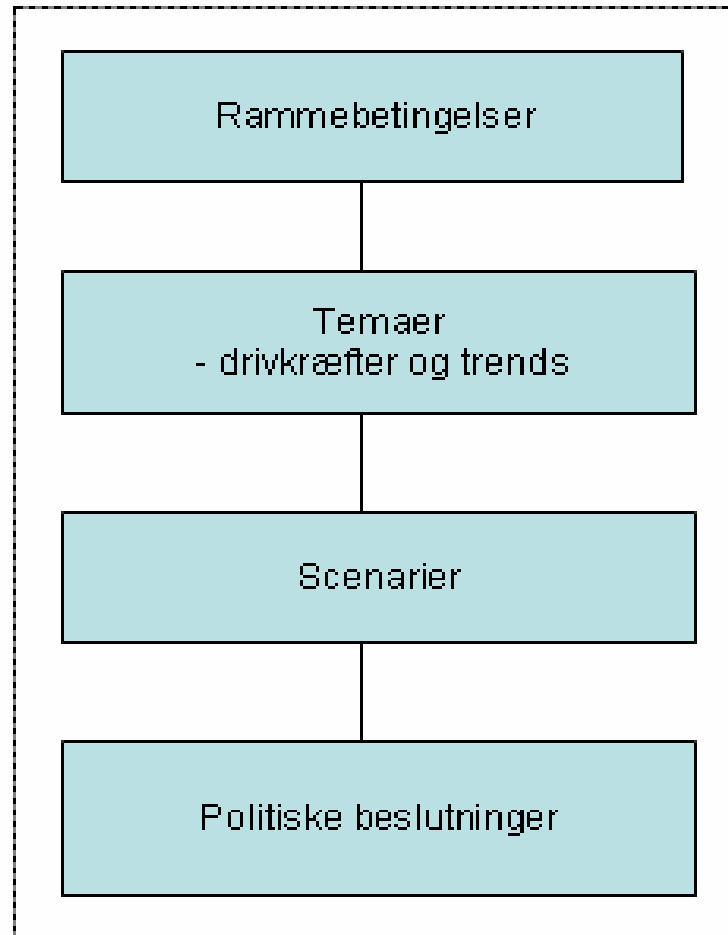 Rammebetingelser
Temaer
- drivkræfter og trends
Scenarier
Politiske beslutninger